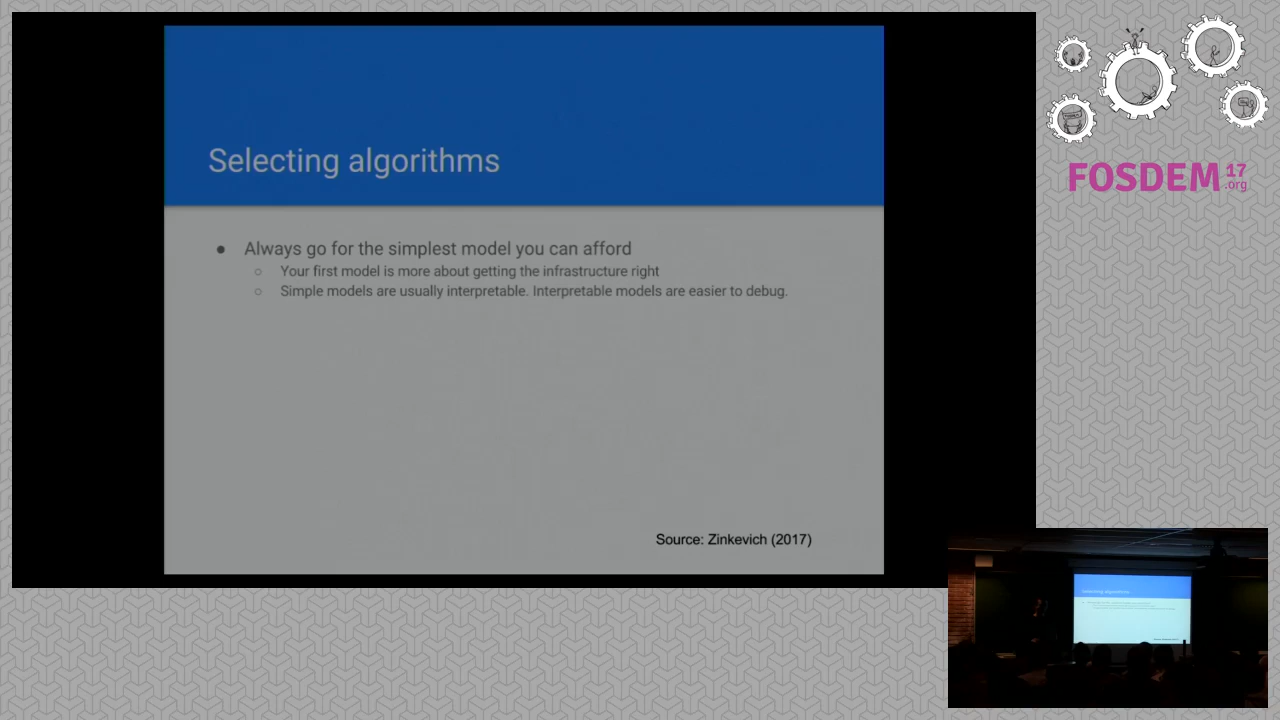 Selecting algorithms
● Always go for the simplest model you can afford
○ Your first model is more about getting the infrastructure right
○ Simple models are usually interpretable. Interpretable models are easier to debug.
Source: Zinkevich (2017)
FOSDEM 17
.org
Selecting algorithms